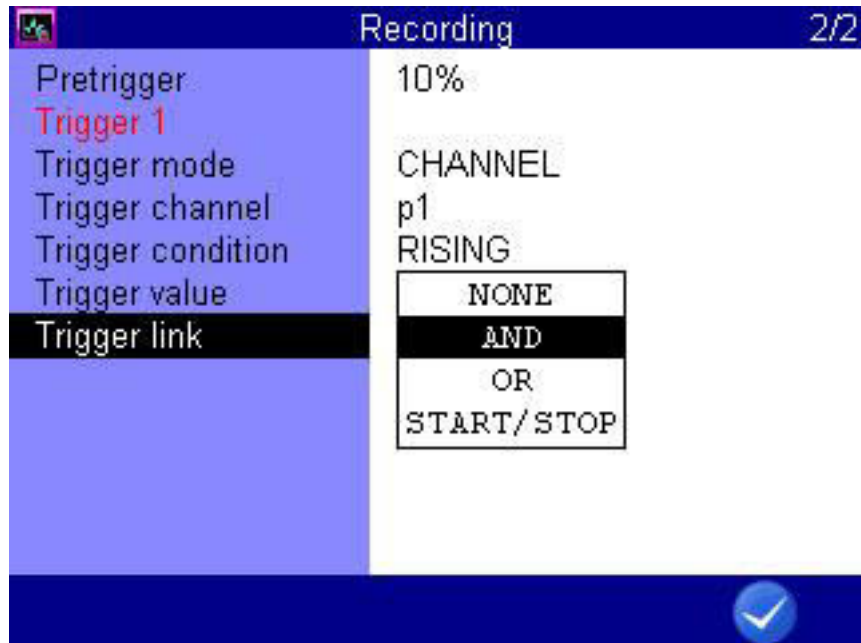 Recording 2/2
Pretrigger 10%
Trigger 1
Trigger mode CHANNEL
Trigger channel p1
Trigger condition RISING
Trigger value NONE
Trigger link AND
OR
START/STOP